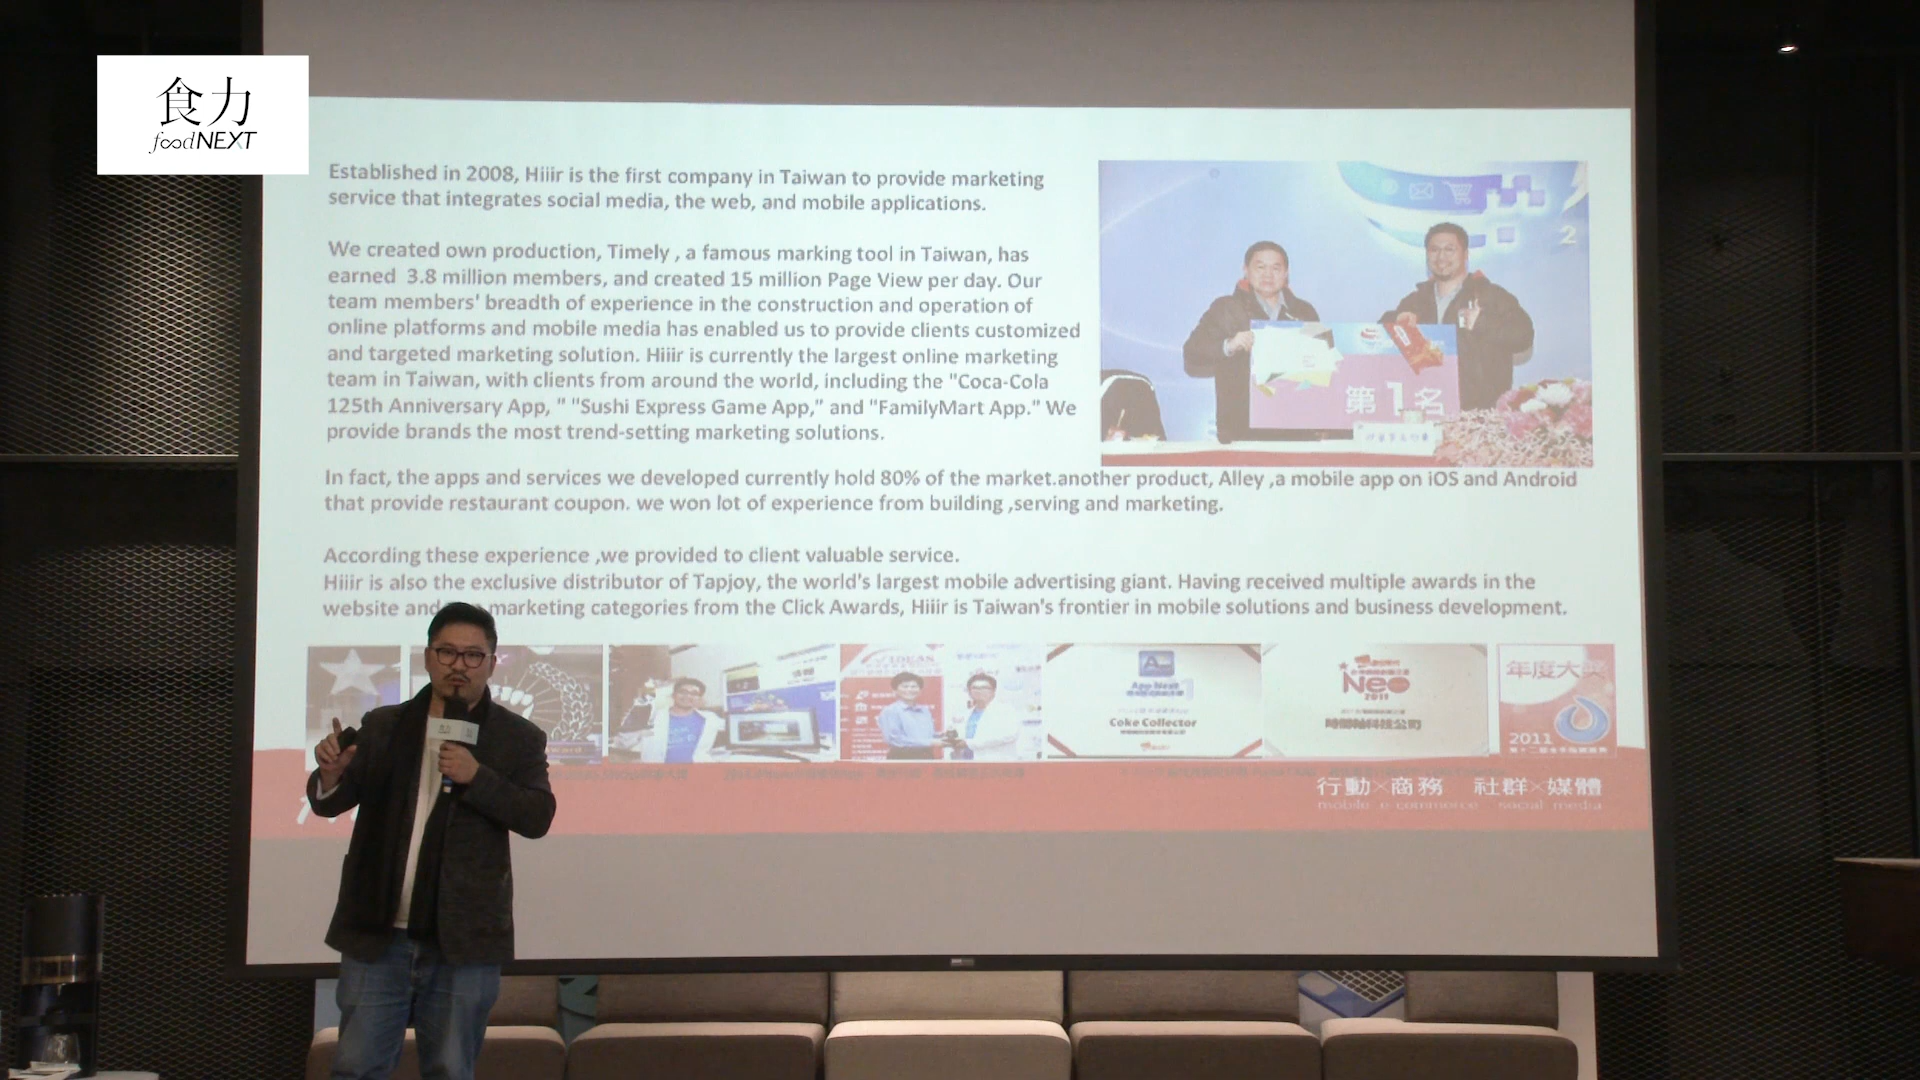 食力
foodNEXT
Established in 2008, Hiiir is the first company in Taiwan to provide marketing
service that integrates social media, the web, and mobile applications.
We created own production, Timely , a famous marking tool in Taiwan, has
earned 3.8 million members, and created 15 million Page View per day. Our
team members' breadth of experience in the construction and operation of
online platforms and mobile media has enabled us to provide clients customized
and targeted marketing solution. Hiiir is currently the largest online marketing
team in Taiwan, with clients from around the world, including the "Coca-Cola
125th Anniversary App, " "Sushi Express Game App," and "FamilyMart App." We
provide brands the most trend-setting marketing solutions.
2
第1名
In fact, the apps and services we developed currently hold 80% of the market.another product, Alley ,a mobile app on iOS and Android
that provide restaurant coupon. we won lot of experience from building ,serving and marketing.
According these experience ,we provided to client valuable service.
Hiiir is also the exclusive distributor of Tapjoy, the world's largest mobile advertising giant. Having received multiple awards in the
website and marketing categories from the Click Awards, Hiiir is Taiwan's frontier in mobile solutions and business development.
App Next
Coke Collector
Neo
2011
時間軸科技公司
年度大獎
2011
行動×商務 社群×媒體
mobile e commerce social media